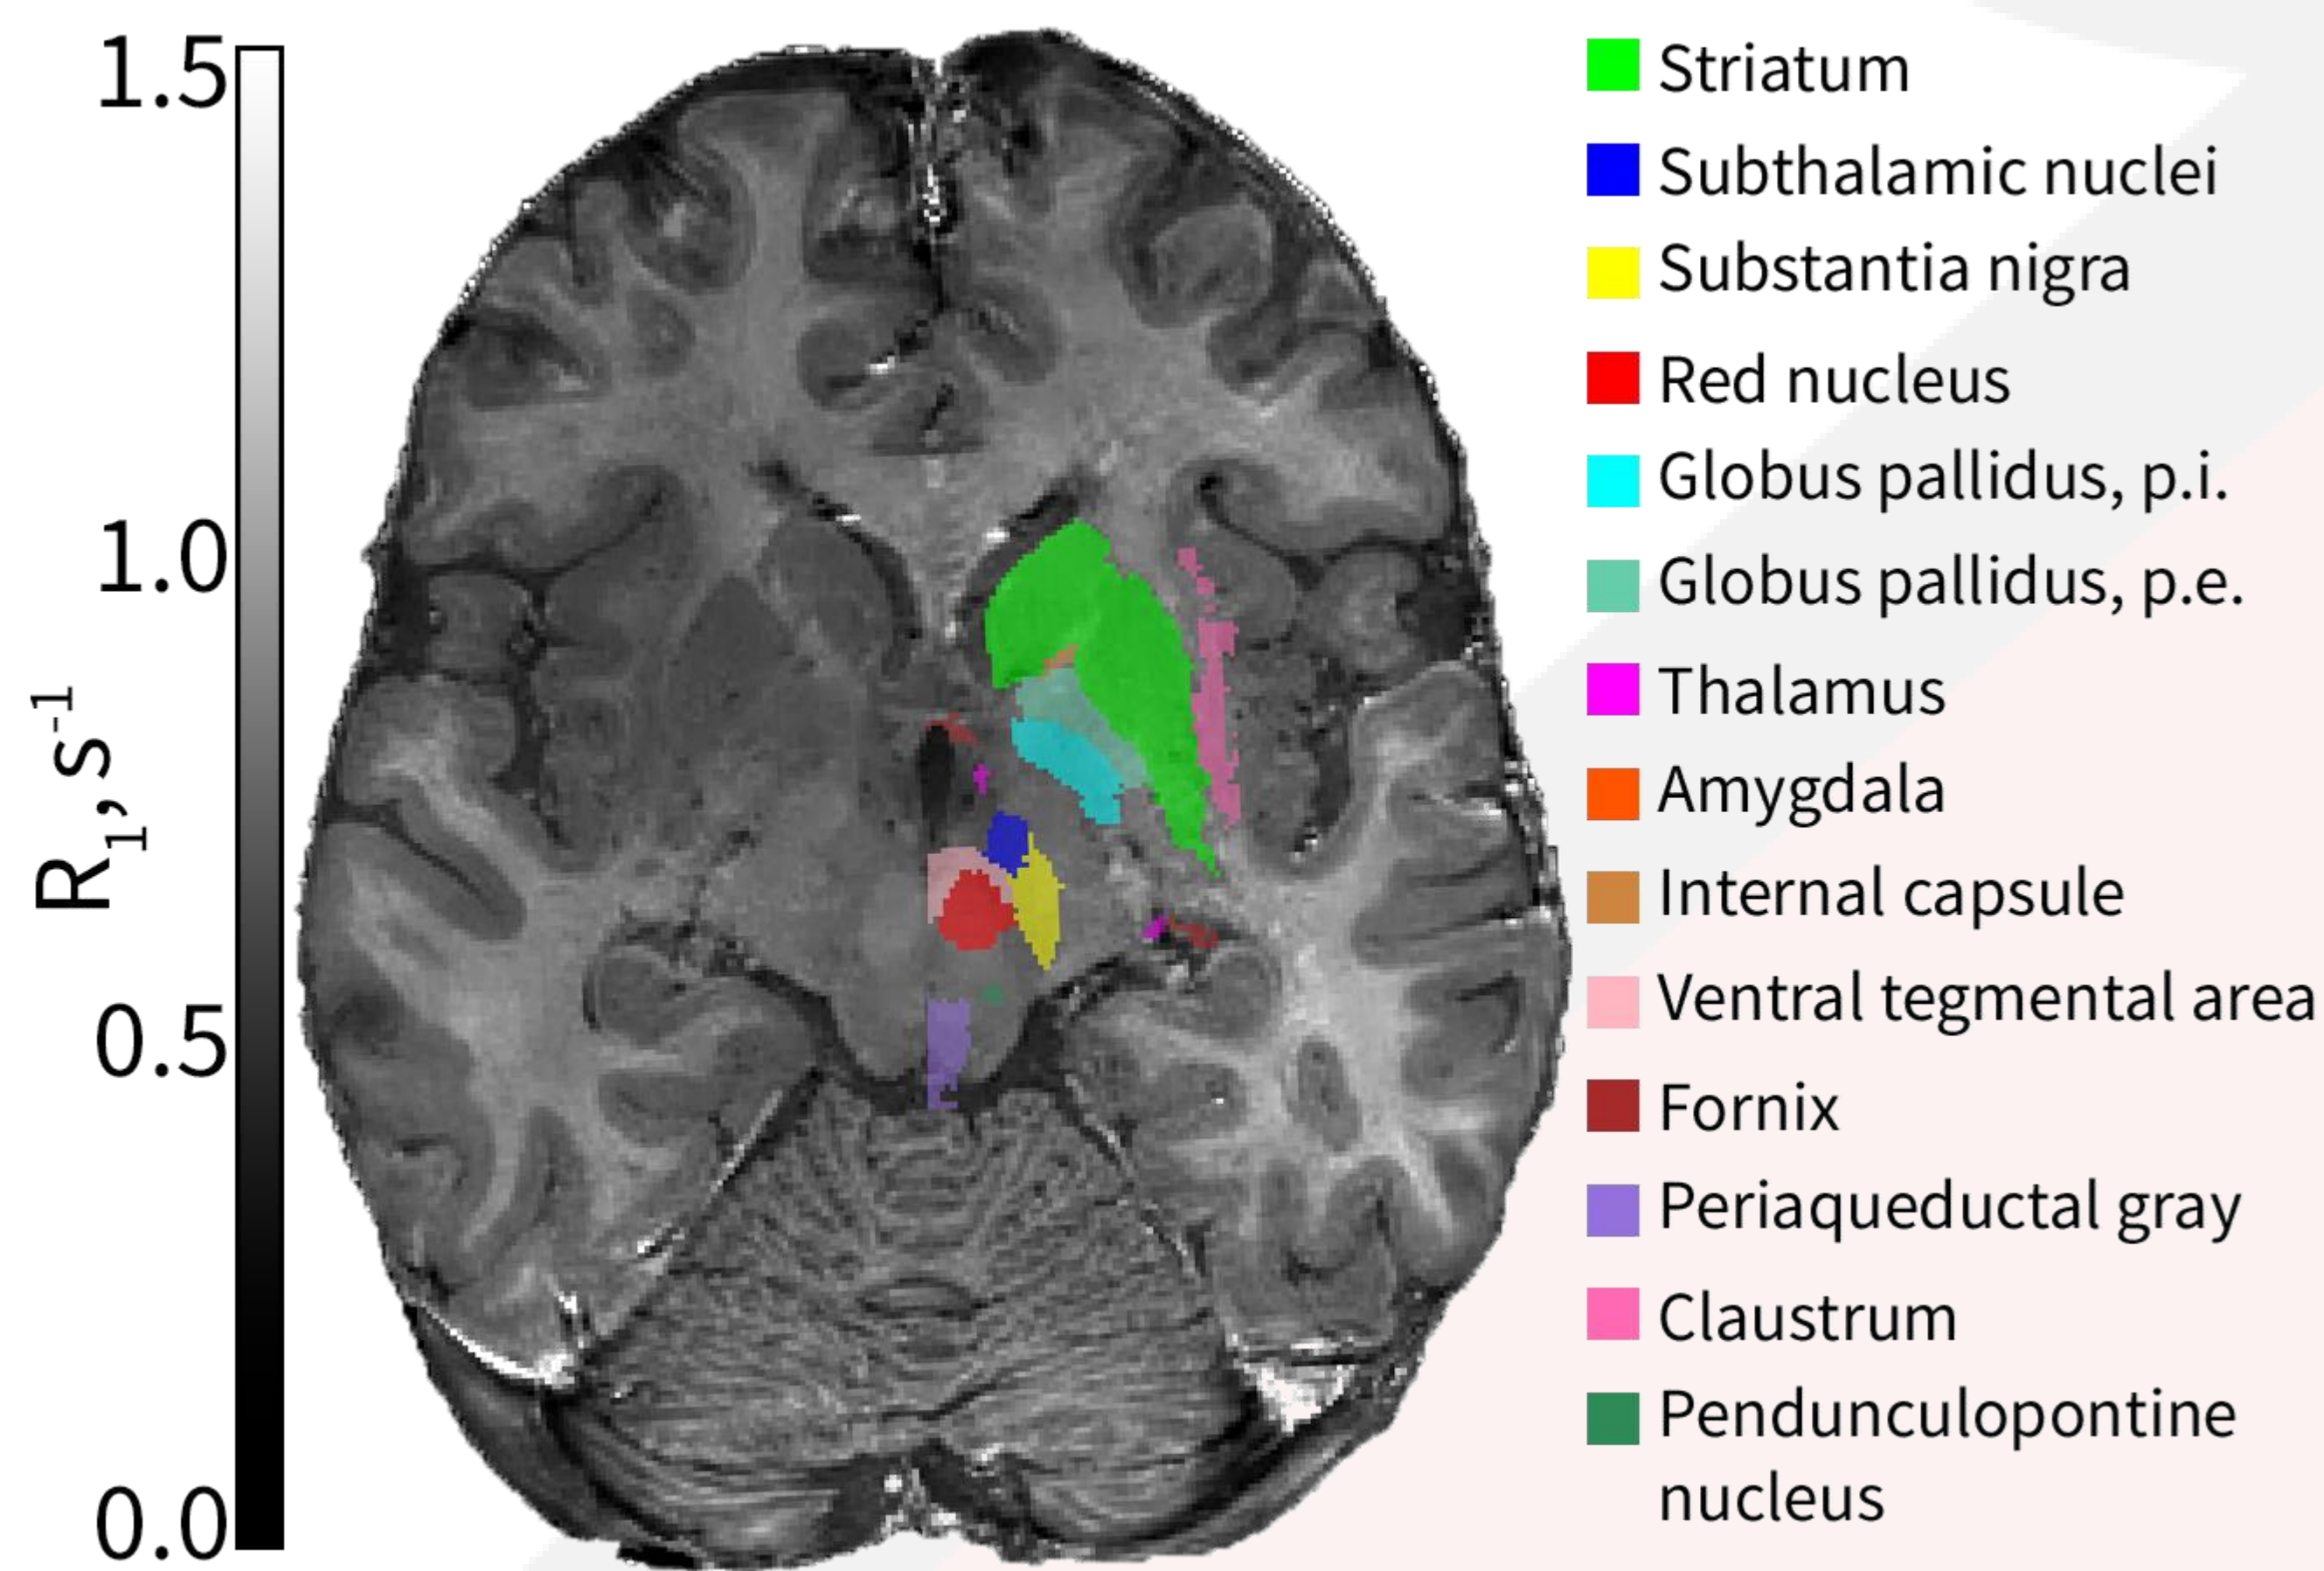 1.5
1.0
0.5
0.0
R1, s-1
Striatum
Subthalamic nuclei
Substantia nigra
Red nucleus
Globus pallidus, p.i.
Globus pallidus, p.e.
Thalamus
Amygdala
Internal capsule
Ventral tegmental area
Fornix
Periaqueductal gray
Claustrum
Pendunculopontine
nucleus